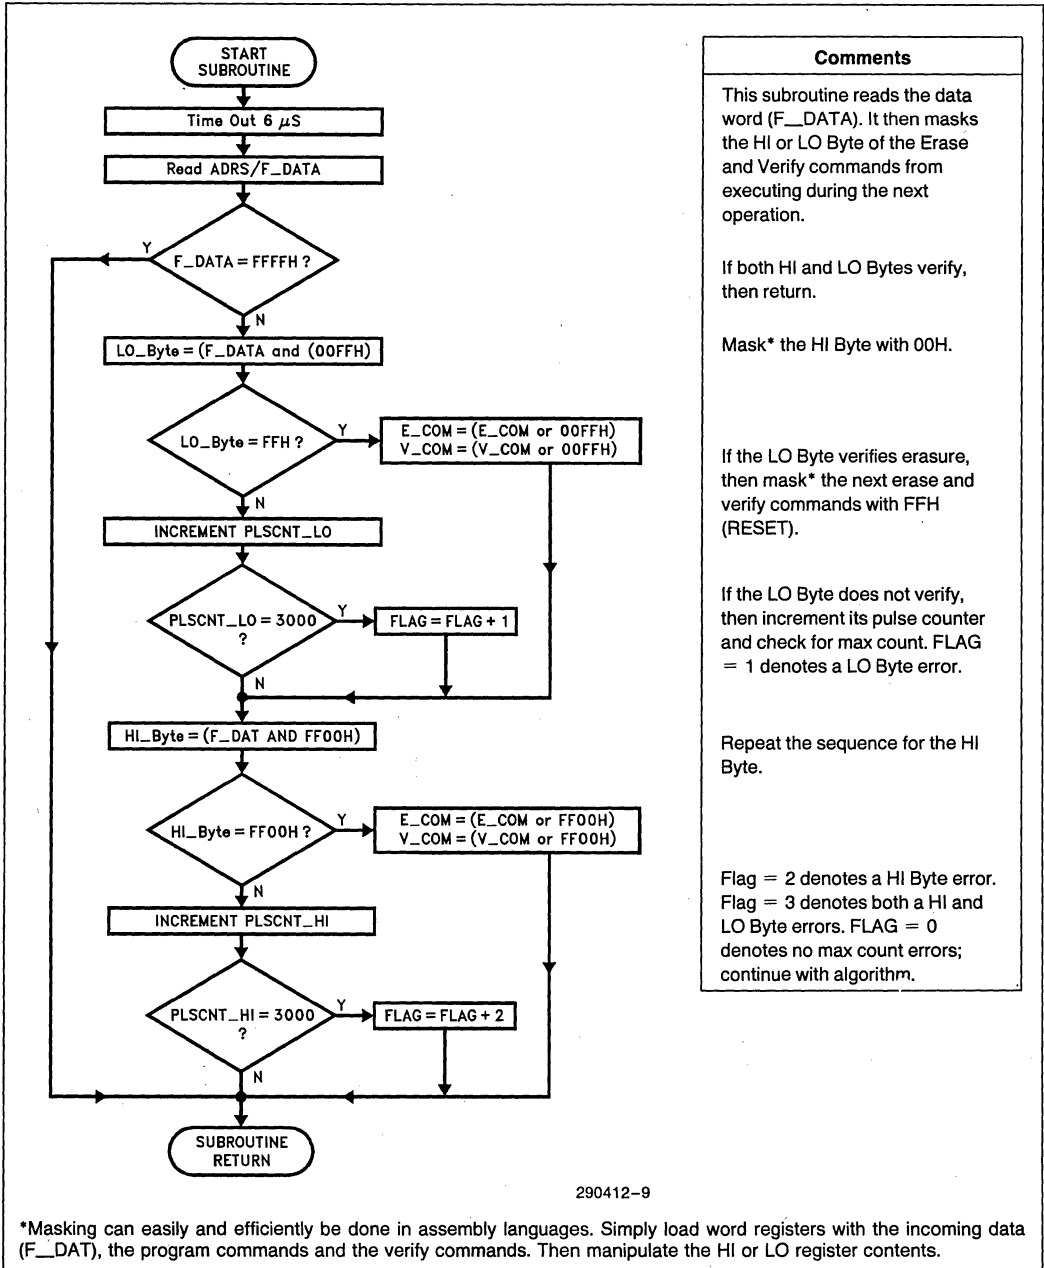 START
SUBROUTINE
Time Out 6 μS
Read ADRS/F_DATA
F_DATA = FFFFH ?
Y
N
LO_Byte = (F_DATA and (00FFH)
LO_Byte = FFH ?
Y
E_COM = (E_COM or 00FFH)
V_COM = (V_COM or 00FFH)
N
INCREMENT PLSCNT_LO
PLSCNT_LO = 3000
?
Y
FLAG = FLAG + 1
N
HI_Byte = (F_DAT AND FF00H)
HI_Byte = FF00H ?
Y
E_COM = (E_COM or FF00H)
V_COM = (V_COM or FF00H)
N
INCREMENT PLSCNT_HI
PLSCNT_HI = 3000
?
Y
FLAG = FLAG + 2
N
SUBROUTINE
RETURN
Comments
This subroutine reads the data
word (F__DATA). It then masks
the HI or LO Byte of the Erase
and Verify commands from
executing during the next
operation.
If both HI and LO Bytes verify,
then return.
Mask* the HI Byte with 00H.
If the LO Byte verifies erasure,
then mask* the next erase and
verify commands with FFH
(RESET).
If the LO Byte does not verify,
then increment its pulse counter
and check for max count. FLAG
= 1 denotes a LO Byte error.
Repeat the sequence for the HI
Byte.
Flag = 2 denotes a HI Byte error.
Flag = 3 denotes both a HI and
LO Byte errors. FLAG = 0
denotes no max count errors;
continue with algorithm.
290412–9
*Masking can easily and efficiently be done in assembly languages. Simply load word registers with the incoming data
(F__DAT), the program commands and the verify commands. Then manipulate the HI or LO register contents.